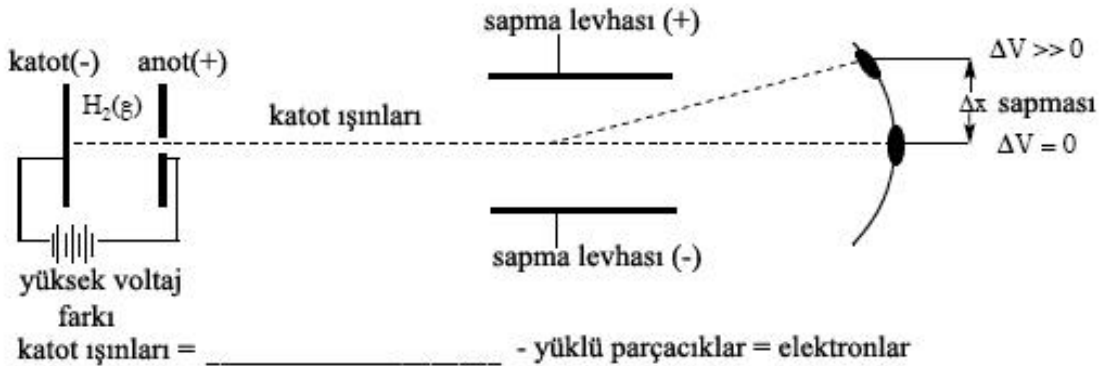 sapma levhası (+)
katot(-) anot(+)
H₂(g)
katot ışınları
ΔV >> 0
Δx sapması
ΔV = 0
sapma levhası (-)
yüksek voltaj
farkı
katot ışınları = ____________________ - yüklü parçacıklar = elektronlar